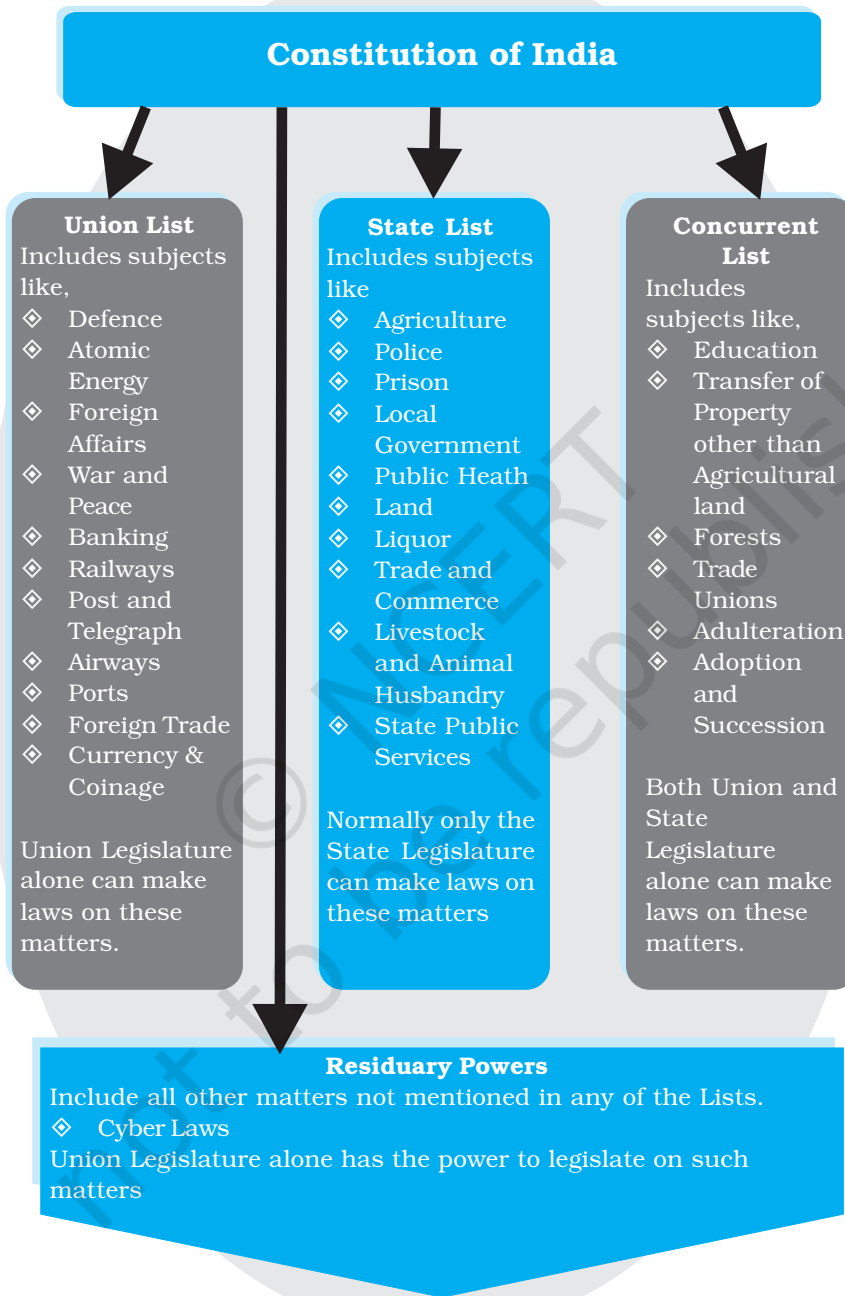 Constitution of India
Union List
Includes subjects
like,
Defence
Atomic
Energy
Foreign
Affairs
War and
Peace
Banking
Railways
Post and
Telegraph
Airways
Ports
Foreign Trade
Currency &
Coinage
Union Legislature
alone can make
laws on these
matters.
State List
Includes subjects
like
Agriculture
Police
Prison
Local
Government
Public Heath
Land
Liquor
Trade and
Commerce
Livestock
and Animal
Husbandry
State Public
Services
Normally only the
State Legislature
can make laws on
these matters
Concurrent
List
Includes
subjects like,
Education
Transfer of
Property
other than
Agricultural
land
Forests
Trade
Unions
Adulteration
Adoption
and
Succession
Both Union and
State
Legislature
alone can make
laws on these
matters.
Residuary Powers
Include all other matters not mentioned in any of the Lists.
Cyber Laws
Union Legislature alone has the power to legislate on such
matters
© NCERT
not to be republish